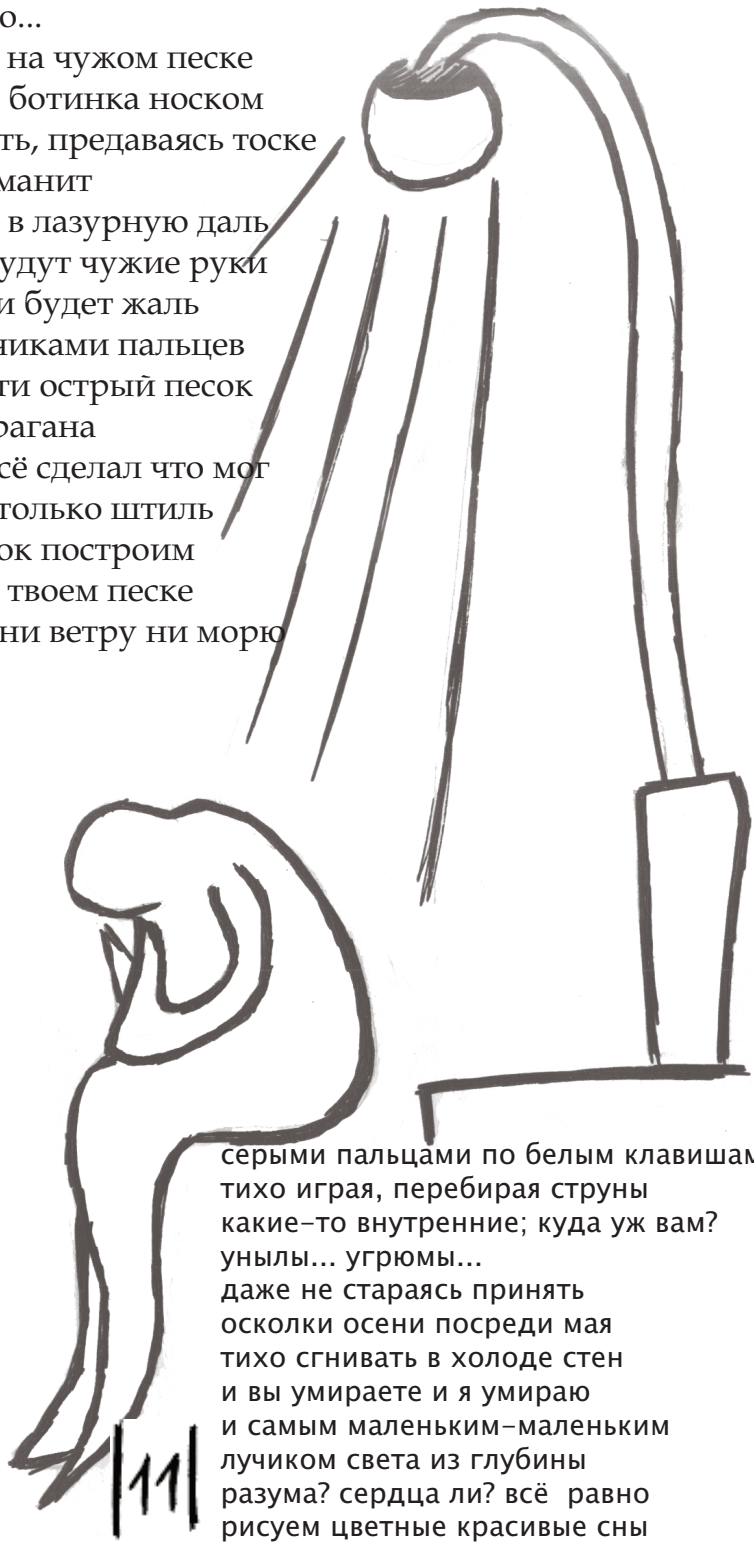 о...
на чужом песке
ботинка носком
ть, предаваясь тоске
манит
в лазурную даль
удут чужие руки
и будет жаль
чиками пальцев
ти острый песок
рагана
сё сделал что мог
только штиль
ок построим
твоем песке
ни ветру ни морю
серыми пальцами по белым клавишам
тихо играя, перебирая струны
какие-то внутренние; куда уж вам?
унылы... угрюмы...
даже не стараясь принять
осколки осени посреди мая
тихо сгнивать в холоде стен
и вы умираете и я умираю
и самым маленьким-маленьким
лучиком света из глубины
разума? сердца ли? всё равно
рисуем цветные красивые сны
|11|